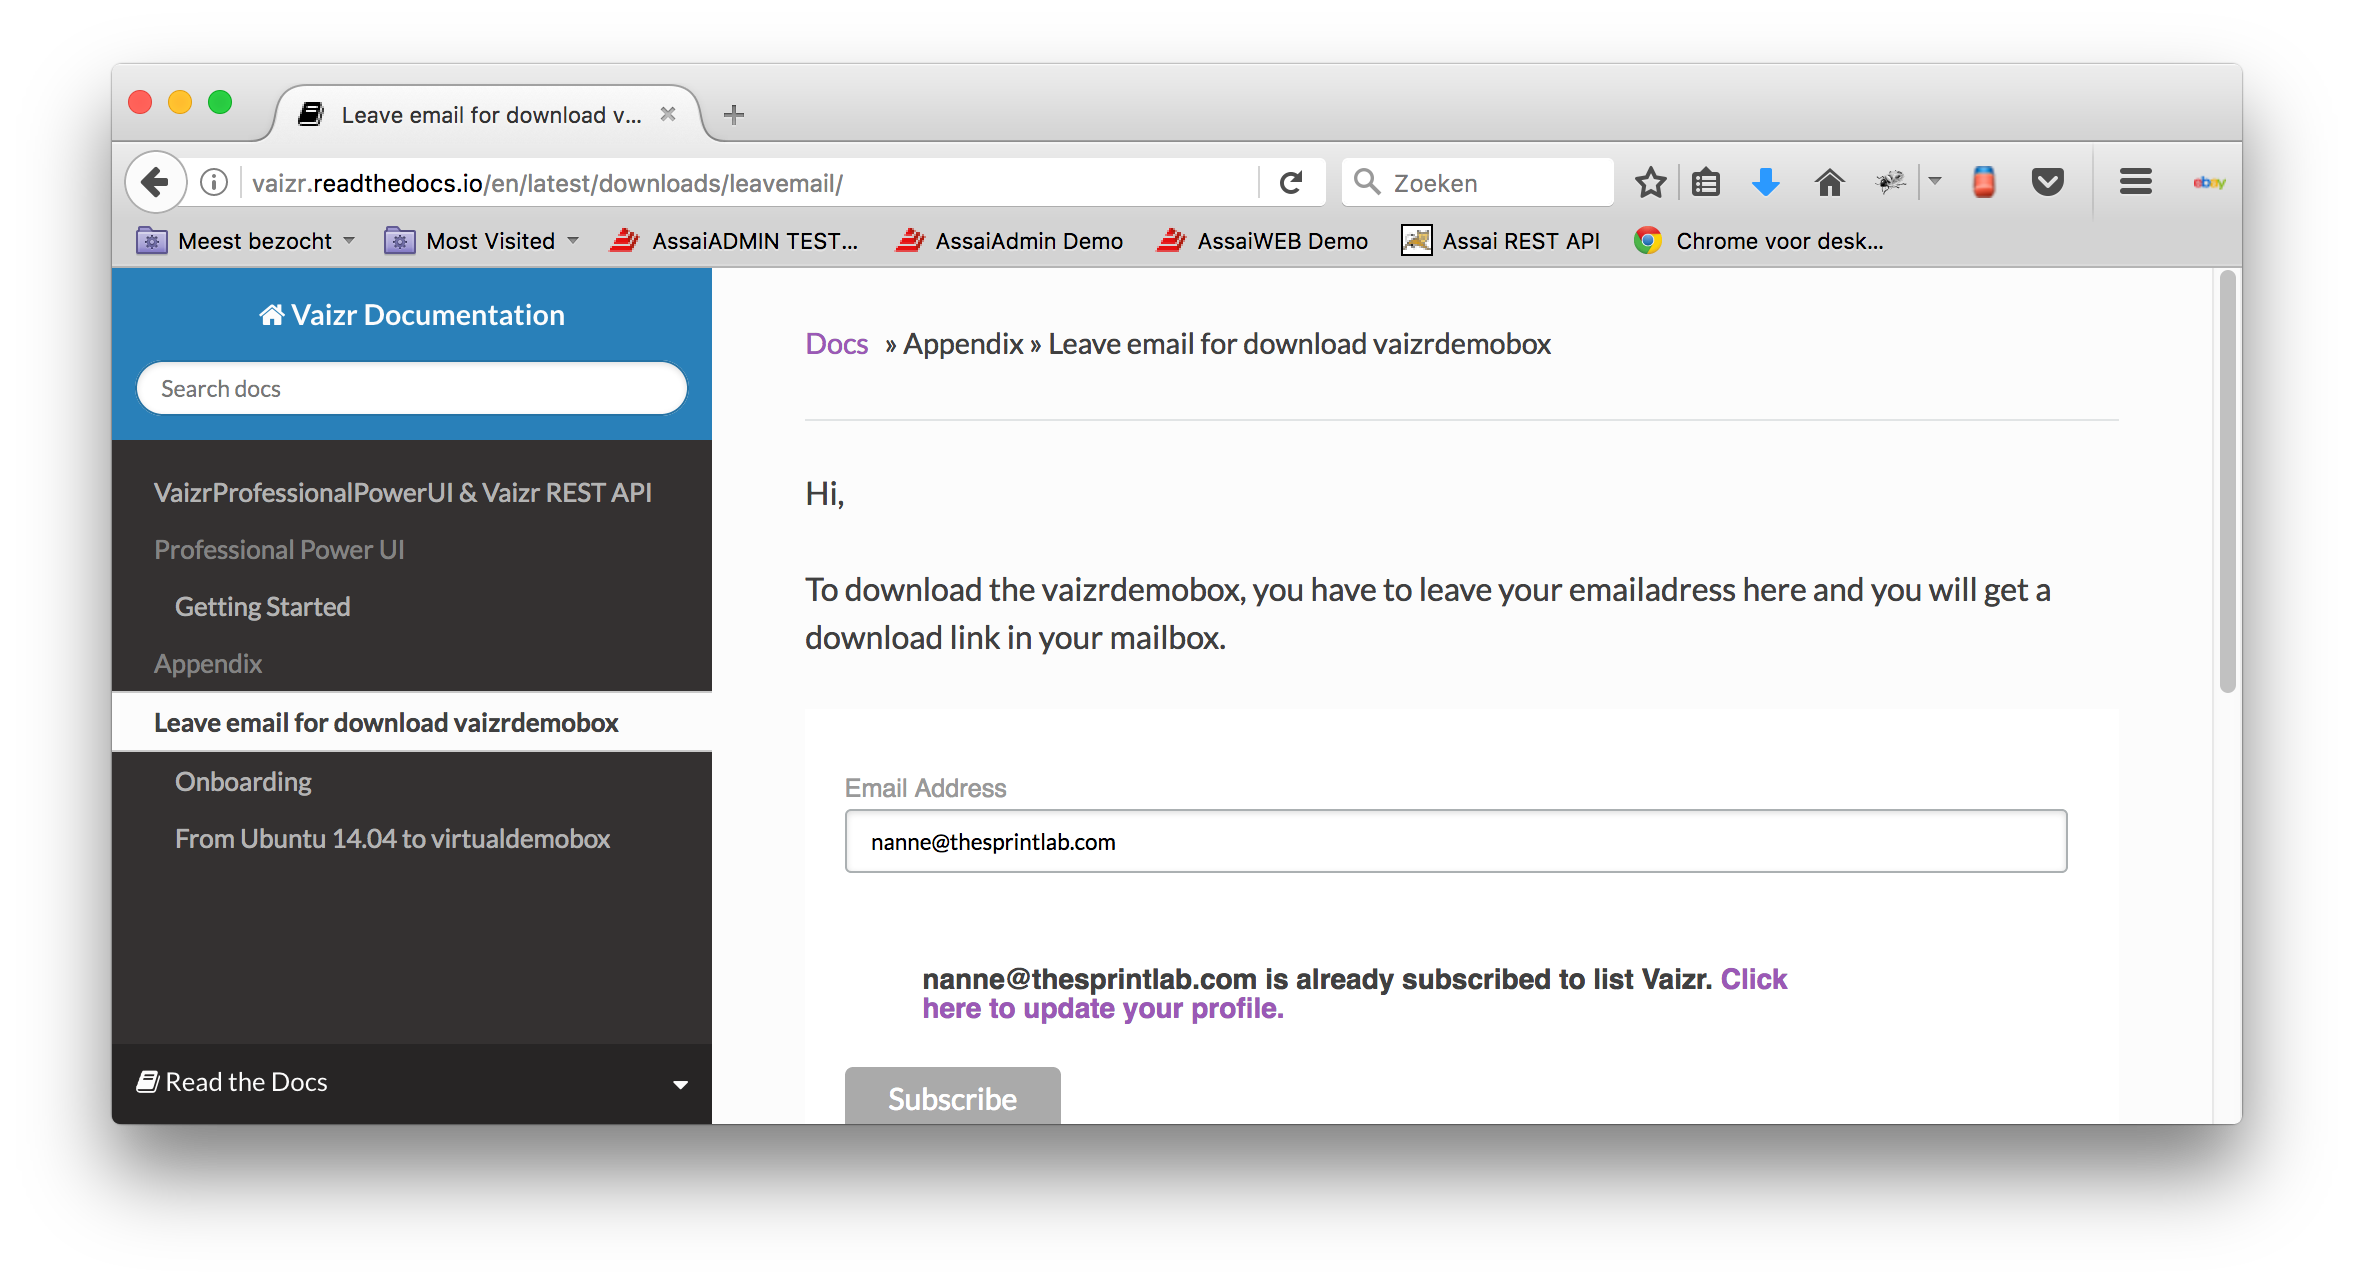 Leave email for download v...
vaizr.readthedocs.io/en/latest/downloads/leavemail/
Zoeken
ebay
Meest bezocht
Most Visited
AssaiADMIN TEST...
AssaiAdmin Demo
AssaiWEB Demo
Assai REST API
Chrome voor desk...
Vaizr Documentation
Search docs
VaizrProfessionalPowerUI & Vaizr REST API
Professional Power UI
Getting Started
Appendix
Leave email for download vaizrdemobox
Onboarding
From Ubuntu 14.04 to virtualdemobox
Read the Docs
Docs » Appendix » Leave email for download vaizrdemobox
Hi,
To download the vaizrdemobox, you have to leave your emailadress here and you will get a
download link in your mailbox.
Email Address
nanne@thesprintlab.com
nanne@thesprintlab.com is already subscribed to list Vaizr. Click
here to update your profile.
Subscribe